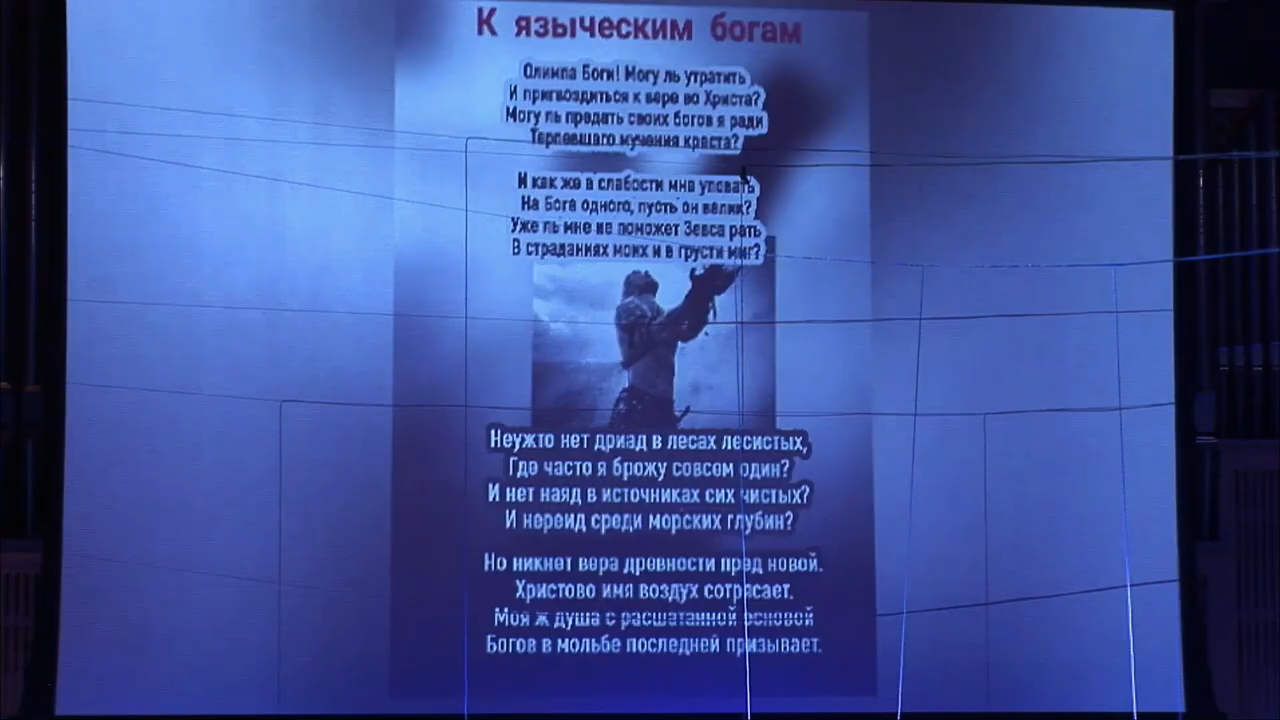 К языческим богам
Олимпа Боги! Могу ль утратить
И пригвоздиться к вере во Христа?
Могу ль предать своих богов я ради
Терпевшего мучения креста?
И как же в слабости мне уповать
На Бога одного, пусть он велик?
Уже ль мне не поможет Зевса рать
В страданиях моих и в грусти миг?
Неужто нет дриад в лесах лесистых,
Где часто я брожу совсем один?
И нет наяд в источниках сих чистых?
И нереид среди морских глубин?
Но никнет вера древности пред новой.
Христово имя воздух сотрясает.
Моя ж душа с расшатанной основой
Богов в мольбе последней призывает.